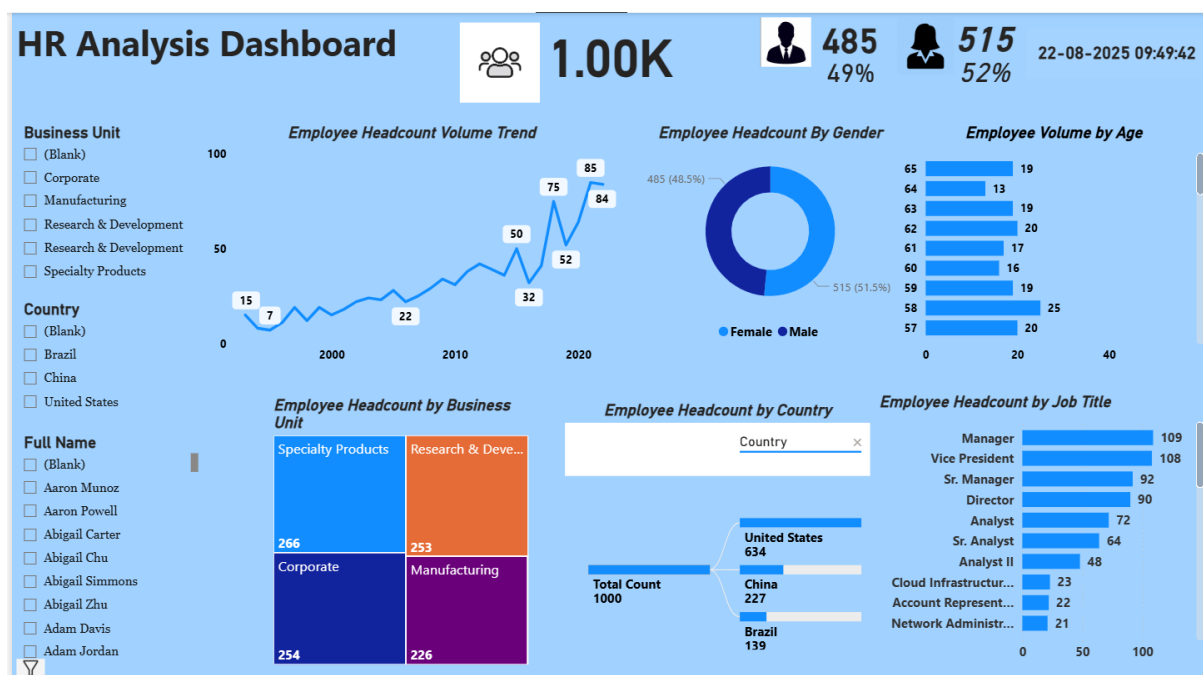 HR Analysis Dashboard
1.00K
485
49%
515
52%
22-08-2025 09:49:42
Business Unit
(Blank)
Corporate
Manufacturing
Research & Development
Research & Development
Specialty Products
Country
(Blank)
Brazil
China
United States
Full Name
(Blank)
Aaron Munoz
Aaron Powell
Abigail Carter
Abigail Chu
Abigail Simmons
Abigail Zhu
Adam Davis
Adam Jordan
Employee Headcount Volume Trend
100
50
0
15
7
22
50
32
75
52
85
84
2000
2010
2020
Employee Headcount By Gender
485 (48.5%)
515 (51.5%)
Female Male
Employee Volume by Age
65 19
64 13
63 19
62 20
61 17
60 16
59 19
58 25
57 20
0 20 40
Employee Headcount by Business
Unit
Specialty Products
266
Research & Deve...
253
Corporate
254
Manufacturing
226
Employee Headcount by Country
Country
Total Count
1000
United States
634
China
227
Brazil
139
Employee Headcount by Job Title
Manager 109
Vice President 108
Sr. Manager 92
Director 90
Analyst 72
Sr. Analyst 64
Analyst II 48
Cloud Infrastructur... 23
Account Represent... 22
Network Administr... 21
0 50 100